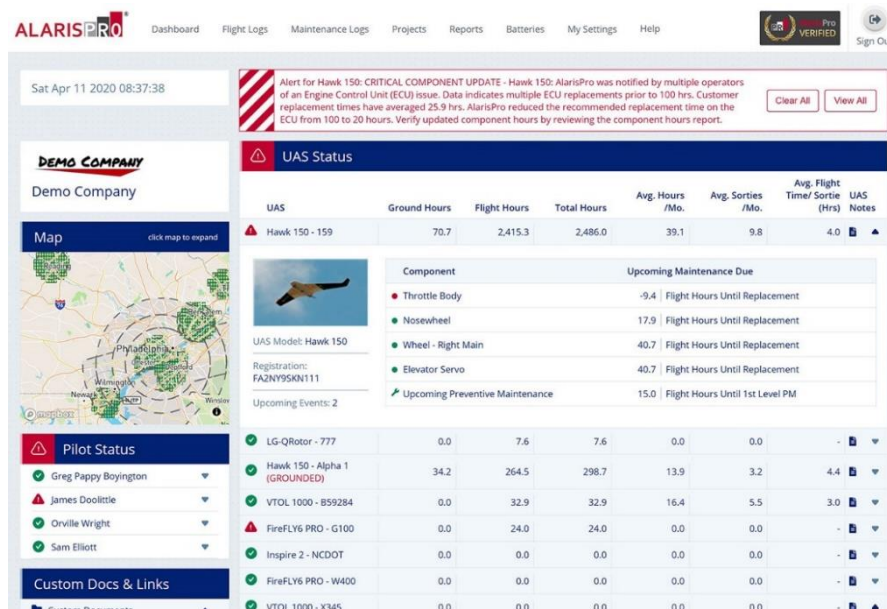 ALARISPRO
Dashboard
Flight Logs
Maintenance Logs
Projects
Reports
Batteries
My Settings
Help
Pro
VERIFIED
Sign Ou
Sat Apr 11 2020 08:37:38
Alert for Hawk 150: CRITICAL COMPONENT UPDATE - Hawk 150: AlarisPro was notified by multiple operators
of an Engine Control Unit (ECU) issue. Data indicates multiple ECU replacements prior to 100 hrs. Customer
replacement times have averaged 25.9 hrs. AlarisPro reduced the recommended replacement time on the
ECU from 100 to 20 hours. Verify updated component hours by reviewing the component hours report.
Clear All
View All
DEMO COMPANY
Demo Company
Map
click map to expand
Reading
Philadelphia
Wilmington
Newark
Winslow
mapbox
Pilot Status
Greg Pappy Boyington
James Doolittle
Orville Wright
Sam Elliott
Custom Docs & Links
Custom Documents
UAS Status
UAS Ground Hours Flight Hours Total Hours Avg. Hours /Mo. Avg. Sorties /Mo. Avg. Flight Time/ Sortie (Hrs) UAS Notes
Hawk 150 - 159 70.7 2,415.3 2,486.0 39.1 9.8 4.0
Component Upcoming Maintenance Due
Throttle Body -9.4 Flight Hours Until Replacement
Nosewheel 17.9 Flight Hours Until Replacement
Wheel - Right Main 40.7 Flight Hours Until Replacement
Elevator Servo 40.7 Flight Hours Until Replacement
Upcoming Preventive Maintenance 15.0 Flight Hours Until 1st Level PM
UAS Model: Hawk 150
Registration:
FA2NY9SKN111
Upcoming Events: 2
LG-QRotor - 777 0.0 7.6 7.6 0.0 0.0 -
Hawk 150 - Alpha 1
(GROUNDED) 34.2 264.5 298.7 13.9 3.2 4.4
VTOL 1000 - B59284 0.0 32.9 32.9 16.4 5.5 3.0
FireFLY6 PRO - G100 0.0 24.0 24.0 0.0 0.0 -
Inspire 2 - NCDOT 0.0 0.0 0.0 0.0 0.0 -
FireFLY6 PRO - W400 0.0 0.0 0.0 0.0 0.0 -
VTOL 1000 - X345 0.0 0.0 0.0 0.0 0.0 -